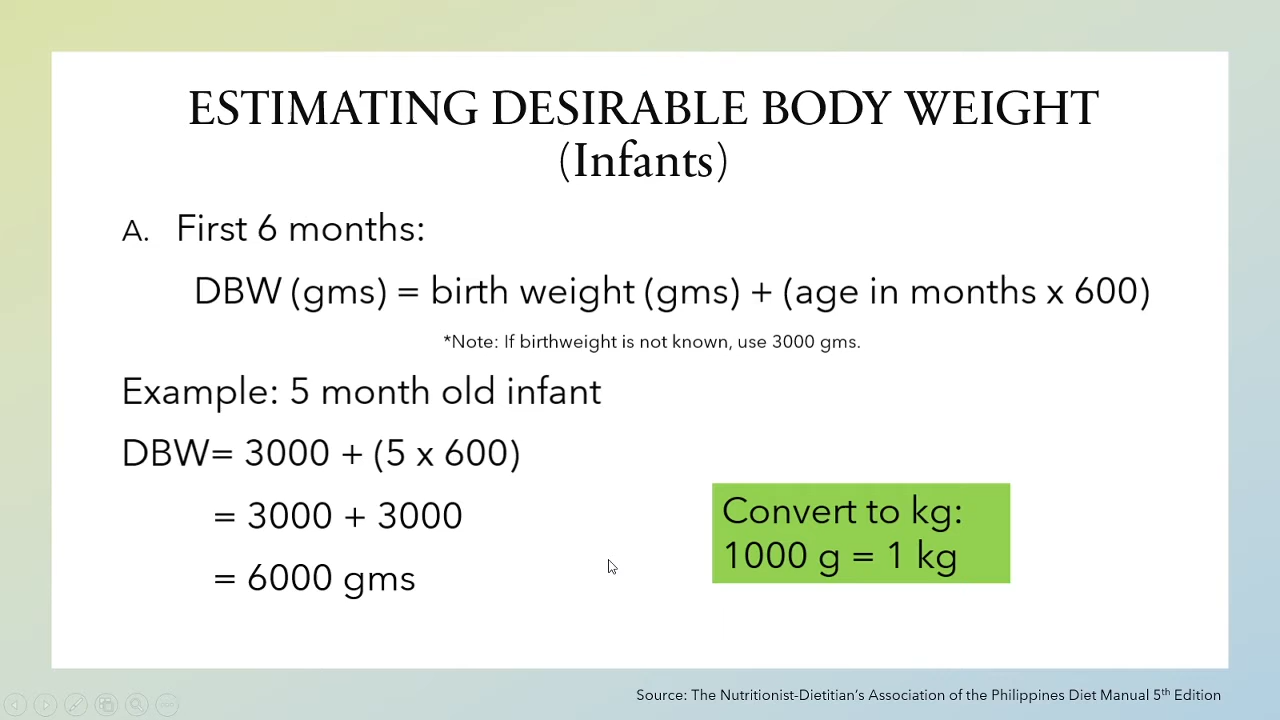 ESTIMATING DESIRABLE BODY WEIGHT
(Infants)
A. First 6 months:
DBW (gms) = birth weight (gms) + (age in months x 600)
*Note: If birthweight is not known, use 3000 gms.
Example: 5 month old infant
DBW= 3000 + (5 x 600)
= 3000 + 3000
= 6000 gms
Convert to kg:
1000 g = 1 kg
Source: The Nutritionist-Dietitian's Association of the Philippines Diet Manual 5th Edition